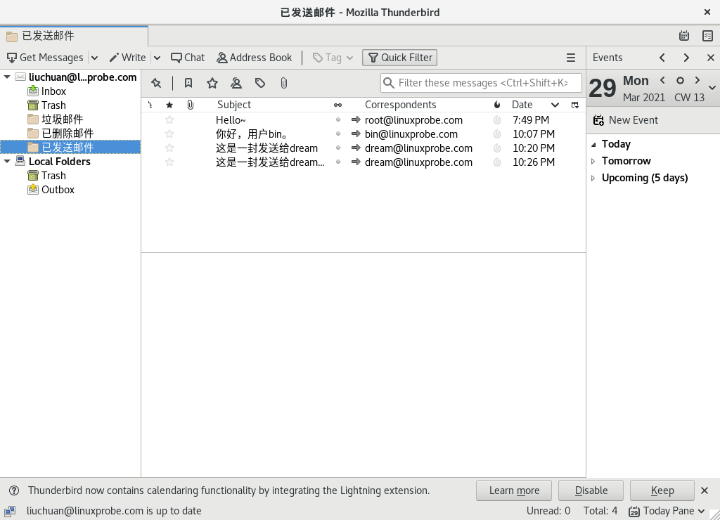 已发送邮件 - Mozilla Thunderbird
已发送邮件
Get Messages Write Chat Address Book Tag Quick Filter
Events
liuchuan@l...probe.com
Inbox
Trash
垃圾邮件
已删除邮件
已发送邮件
Local Folders
Trash
Outbox
Filter these messages <Ctrl+Shift+K>
Subject Correspondents Date
Hello~ root@linuxprobe.com 7:49 PM
你好，用户bin。 bin@linuxprobe.com 10:07 PM
这是一封发送给dream dream@linuxprobe.com 10:20 PM
这是一封发送给dream... dream@linuxprobe.com 10:26 PM
29 Mon
Mar 2021 CW 13
New Event
Today
Tomorrow
Upcoming (5 days)
Thunderbird now contains calendaring functionality by integrating the Lightning extension. Learn more Disable Keep
liuchuan@linuxprobe.com is up to date Unread: 0 Total: 4 29 Today Pane